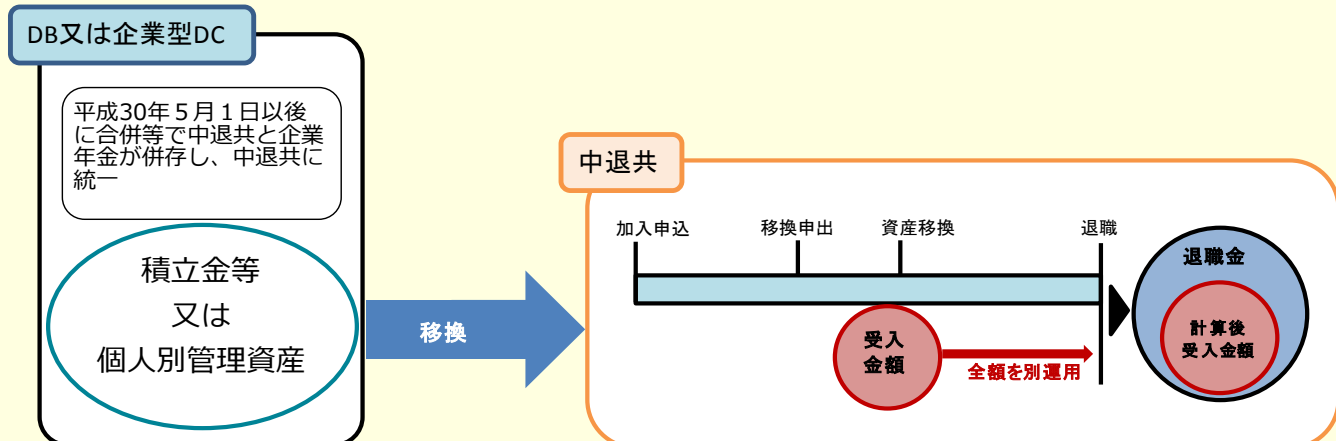 DB又は企業型DC
平成30年５月１日以後
に合併等で中退共と企業
年金が併存し、中退共に
統一
積立金等
又は
個人別管理資産
移換
中退共
加入申込
移換申出
資産移換
退職
受入
金額
全額を別運用
退職金
計算後
受入金額